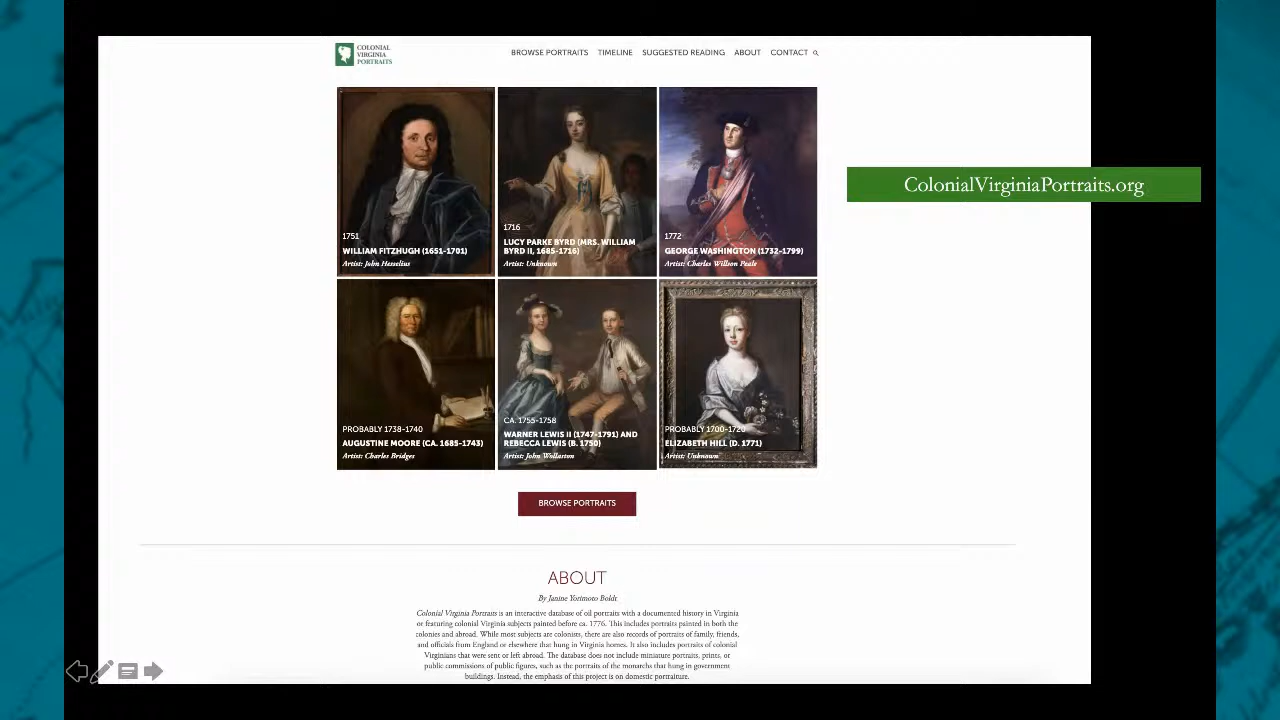 COLONIAL
VIRGINIA
PORTRAITS
BROWSE PORTRAITS TIMELINE SUGGESTED READING ABOUT CONTACT
1751
WILLIAM FITZHUGH (1651-1701)
Artist: John Hesselius
1716
LUCY PARKE BYRD (MRS. WILLIAM
BYRD II, 1685-1716)
Artist: Unknown
1772
GEORGE WASHINGTON (1732-1799)
Artist: Charles Willson Peale
ColonialVirginiaPortraits.org
PROBABLY 1738-1740
AUGUSTINE MOORE (CA. 1685-1743)
Artist: Charles Bridges
CA. 1755-1758
WARNER LEWIS II (1747-1791) AND
REBECCA LEWIS (B. 1750)
Artist: John Wollaston
PROBABLY 1700-1720
ELIZABETH HILL (D. 1771)
Artist: Unknown
BROWSE PORTRAITS
ABOUT
By Janine Yorimoto Boldt
Colonial Virginia Portraits is an interactive database of oil portraits with a documented history in Virginia
or featuring colonial Virginia subjects painted before ca. 1776. This includes portraits painted in both the
colonies and abroad. While most subjects are colonists, there are also records of portraits of family, friends,
and officials from England or elsewhere that hung in Virginia homes. It also includes portraits of colonial
Virginians that were sent or left abroad. The database does not include miniature portraits, prints, or
public commissions of public figures, such as the portraits of the monarchs that hung in government
buildings. Instead, the emphasis of this project is on domestic portraiture.